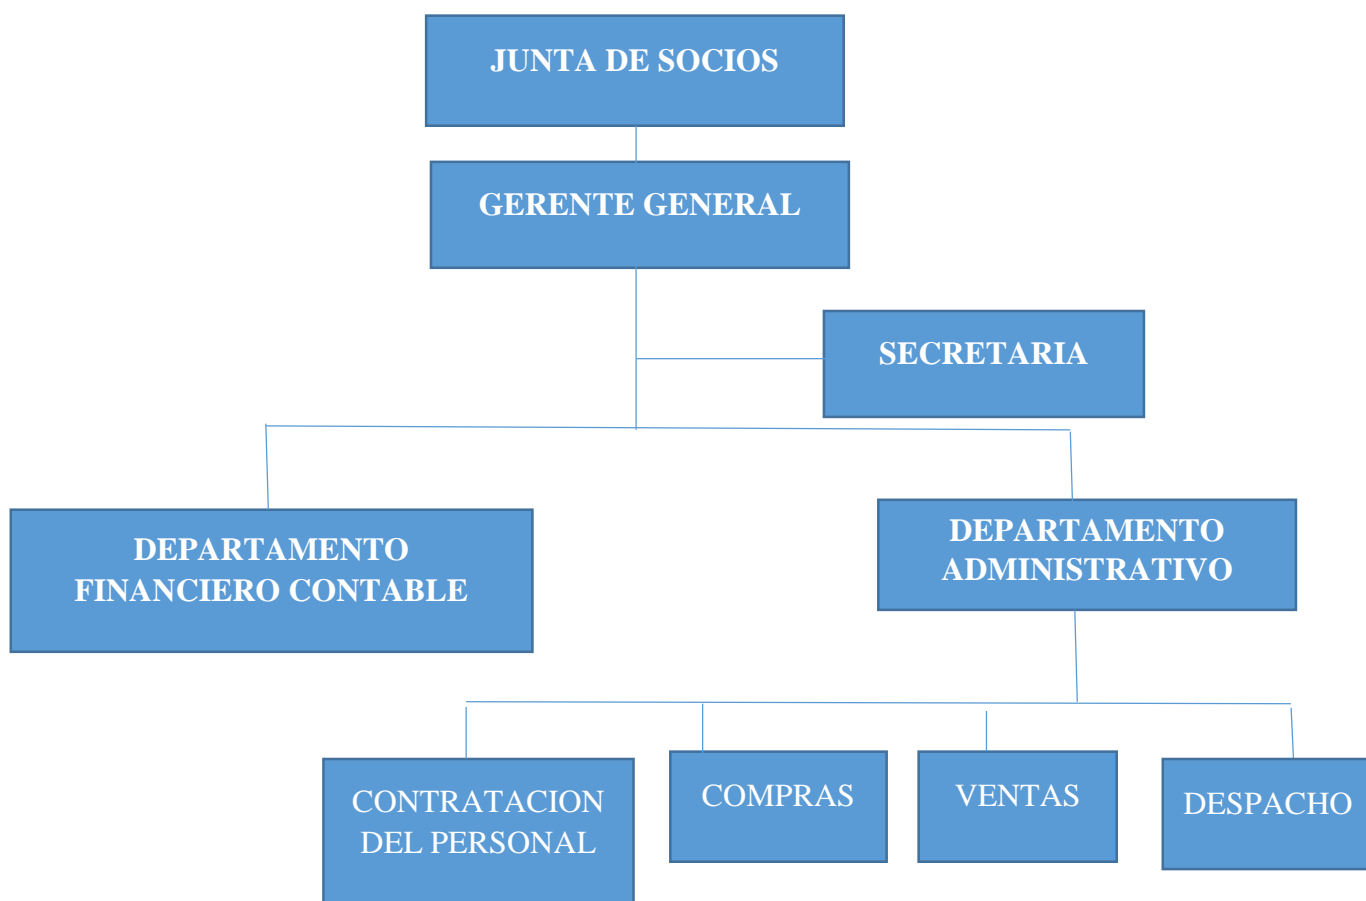 JUNTA DE SOCIOS
GERENTE GENERAL
SECRETARIA
DEPARTAMENTO
FINANCIERO CONTABLE
DEPARTAMENTO
ADMINISTRATIVO
CONTRATACION
DEL PERSONAL
COMPRAS
VENTAS
DESPACHO